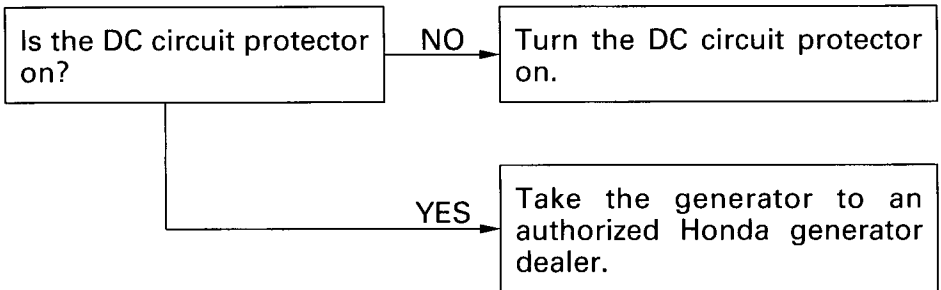 Is the DC circuit protector
on?
NO
Turn the DC circuit protector
on.
YES
Take the generator to an
authorized Honda generator
dealer.